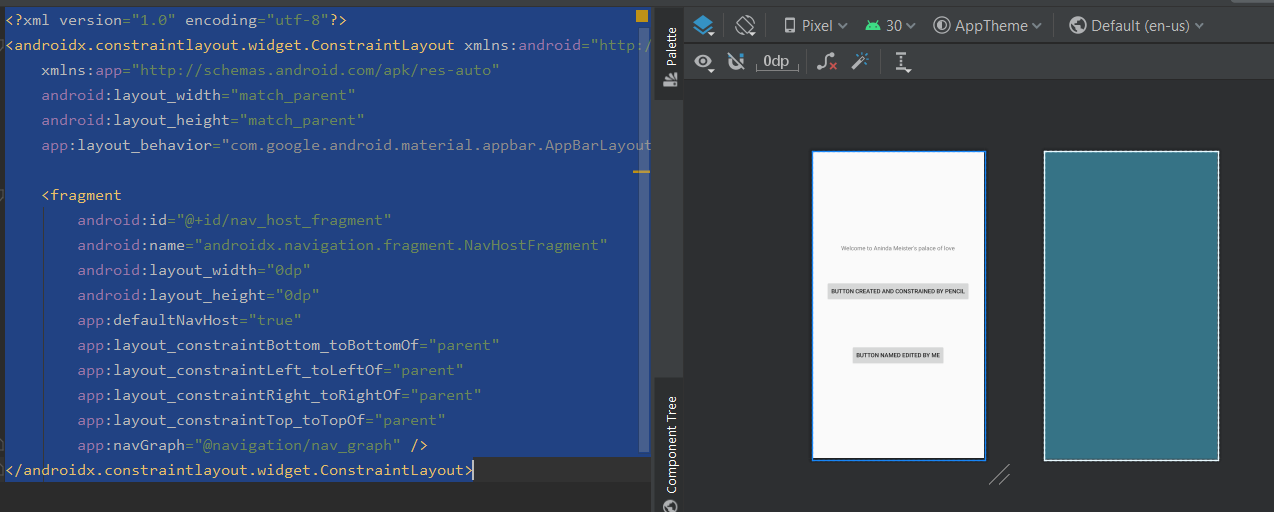 <?xml version="1.0" encoding="utf-8"?>
<androidx.constraintlayout.widget.ConstraintLayout xmlns:android="http:/
xmlns:app="http://schemas.android.com/apk/res-auto"
android:layout_width="match_parent"
android:layout_height="match_parent"
app:layout_behavior="com.google.android.material.appbar.AppBarLayout
<fragment
android:id="@+id/nav_host_fragment"
android:name="androidx.navigation.fragment.NavHostFragment"
android:layout_width="0dp"
android:layout_height="0dp"
app:defaultNavHost="true"
app:layout_constraintBottom_toBottomOf="parent"
app:layout_constraintLeft_toLeftOf="parent"
app:layout_constraintRight_toRightOf="parent"
app:layout_constraintTop_toTopOf="parent"
app:navGraph="@navigation/nav_graph" />
</androidx.constraintlayout.widget.ConstraintLayout>
Palette
Component Tree
Pixel
30
AppTheme
Default (en-us)
0dp
Welcome to Aninda Meister's palace of love
BUTTON CREATED AND CONSTRAINED BY PENCIL
BUTTON NAMED EDITED BY ME